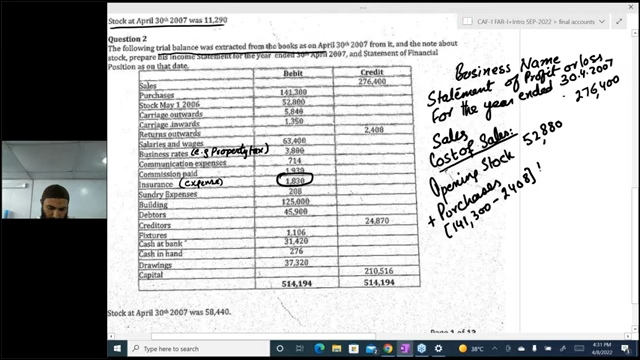 CAF-1 FAR-I+Intro SEP-2022
final accounts
Stock at April 30th 2007 was 11,290
Question 2
The following trial balance was extracted from the books as on April 30th 2007 from it, and the note about
stock, prepare his Income Statement for the year ended 30th April 2007, and Statement of Financial
Position as on that date.
Debit Credit
Sales 276,400
Purchases 141,300
Stock May 1 2006 52,800
Carriage outwards 5,840
Carriage inwards 1,350
Returns outwards 2,408
Salaries and wages 63,400
Business rates (e.g Property tax) 3,800
Communication expenses 714
Commission paid 1,930
Insurance (expense) 1,830
Sundry Expenses 208
Building 125,000
Debtors 45,900
Creditors 24,870
Fixtures 1,106
Cash at bank 31,420
Cash in hand 276
Drawings 37,320
Capital 210,516
514,194 514,194
Stock at April 30th 2007 was 58,440.
Business Name
Statement of Profit or loss
For the year ended 30.4.2007
Sales 276,400
Cost of Sales:
Opening Stock 52,880
+ Purchases
[141,300 - 2408]
Type here to search
38°C
4:31 PM
4/8/2022